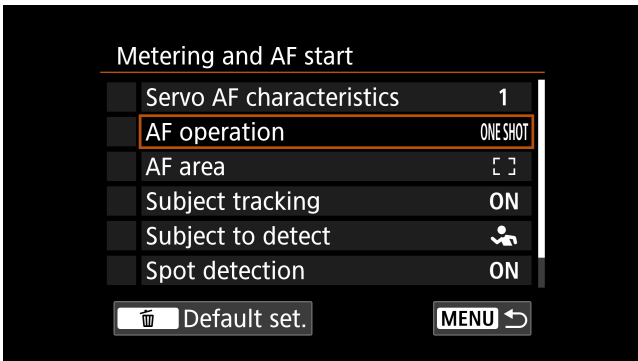 Metering and AF start
Servo AF characteristics 1
AF operation ONE SHOT
AF area
Subject tracking ON
Subject to detect
Spot detection ON
Default set. MENU